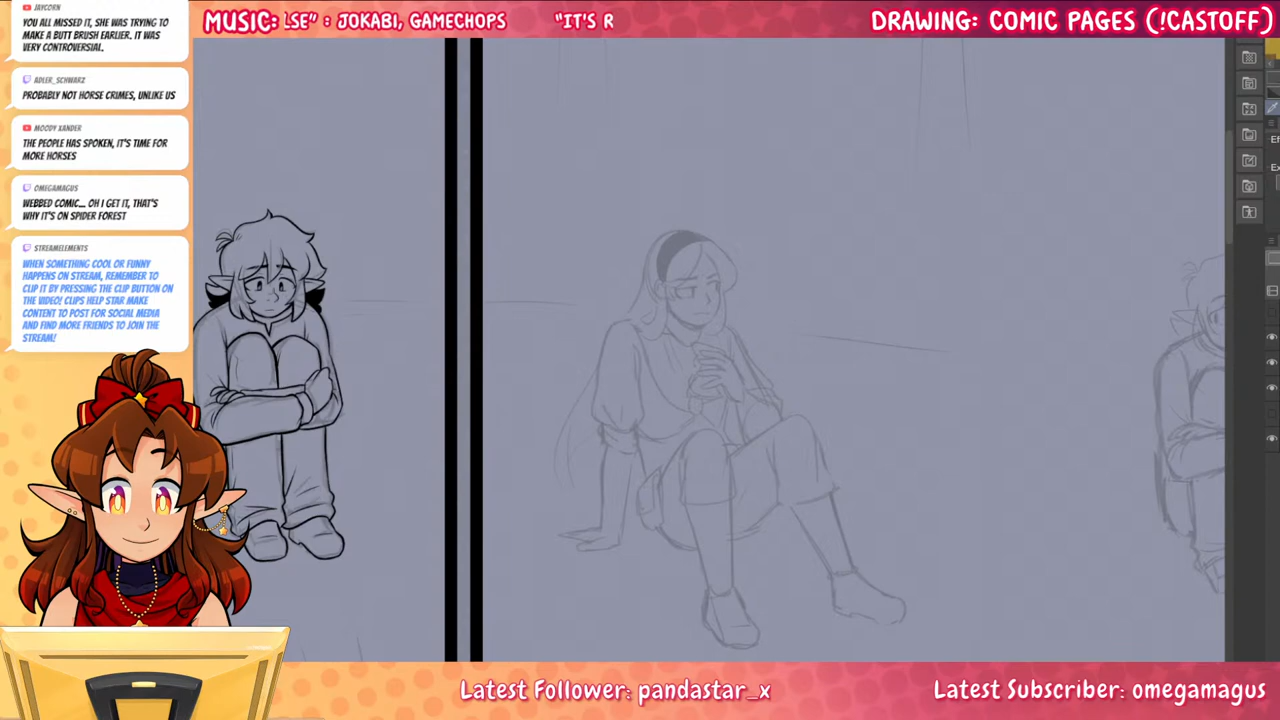 JAYCORN
YOU ALL MISSED IT, SHE WAS TRYING TO
MAKE A BUTT BRUSH EARLIER. IT WAS
VERY CONTROVERSIAL.
ADLER_SCHWARZ
PROBABLY NOT HORSE CRIMES, UNLIKE US
MOODY XANDER
THE PEOPLE HAS SPOKEN, IT'S TIME FOR
MORE HORSES
OMEGAMAGUS
WEBBED COMIC... OH I GET IT, THAT'S
WHY IT'S ON SPIDER FOREST
STREAMELEMENTS
WHEN SOMETHING COOL OR FUNNY
HAPPENS ON STREAM, REMEMBER TO
CLIP IT BY PRESSING THE CLIP BUTTON ON
THE VIDEO! CLIPS HELP STAR MAKE
CONTENT TO POST FOR SOCIAL MEDIA
AND FIND MORE FRIENDS TO JOIN THE
STREAM!
MUSIC: LSE" : JOKABI, GAMECHOPS "IT'S R
DRAWING: COMIC PAGES (!CASTOFF)
Latest Follower: pandastar_x
Latest Subscriber: omegamagus